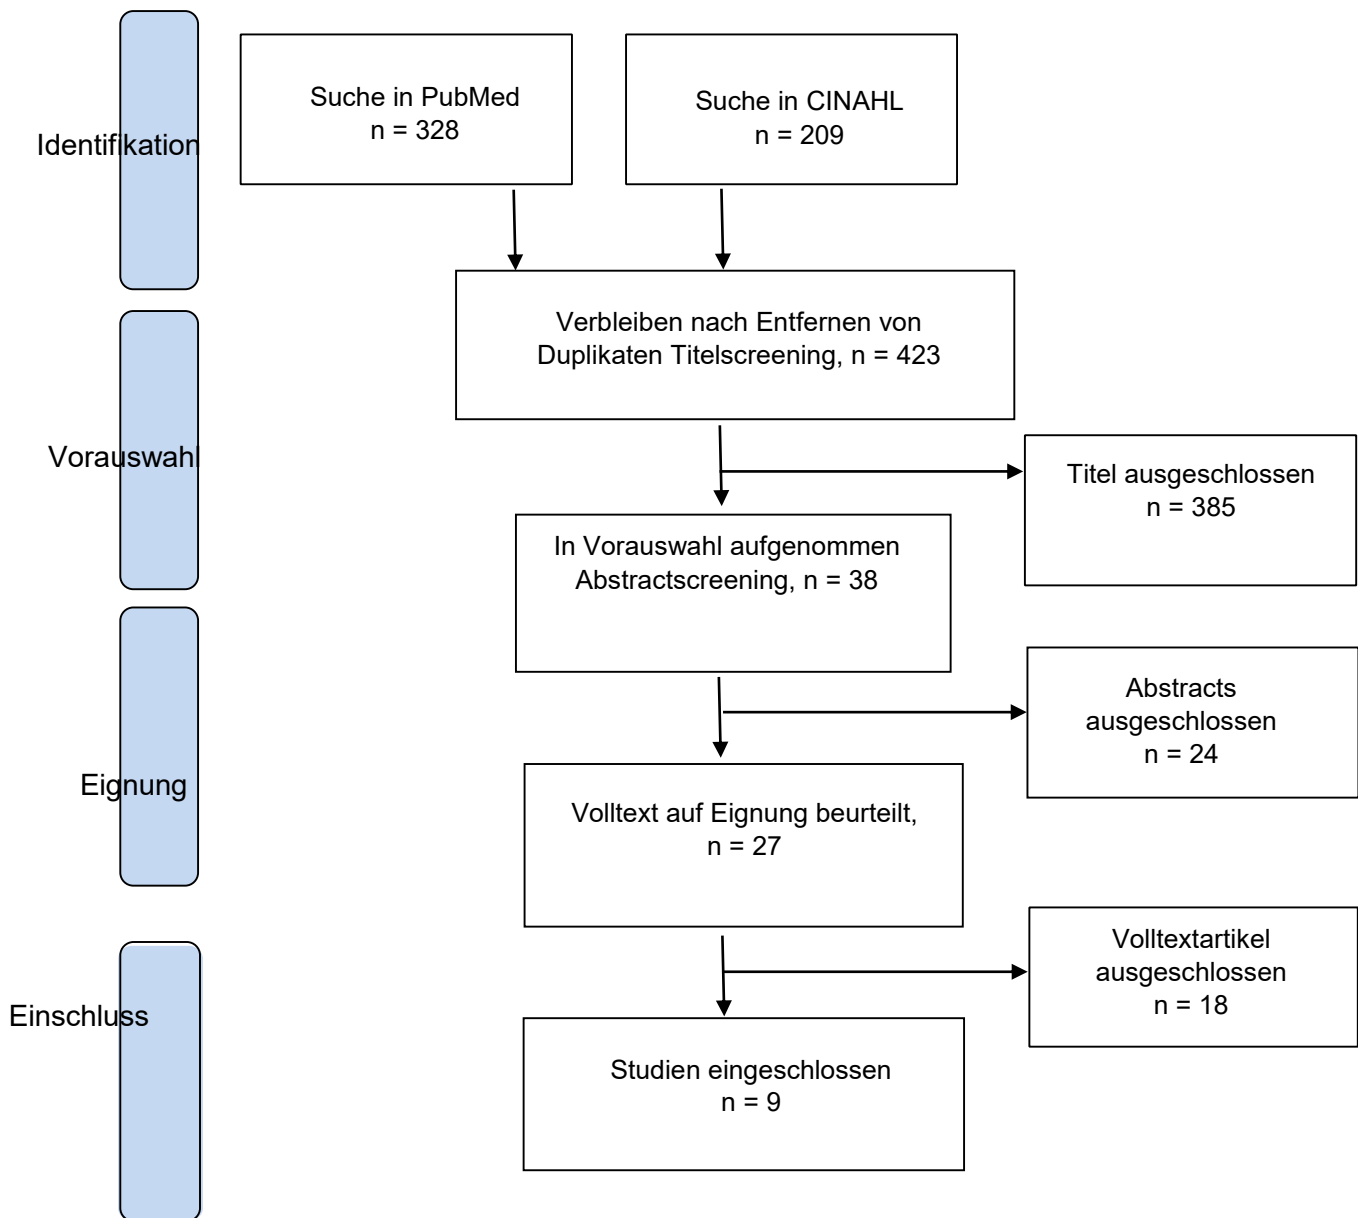 Identifikation
Suche in PubMed
n = 328
Suche in CINAHL
n = 209
Verbleiben nach Entfernen von
Duplikaten Titelscreening, n = 423
Vorauswahl
Titel ausgeschlossen
n = 385
In Vorauswahl aufgenommen
Abstractscreening, n = 38
Eignung
Abstracts
ausgeschlossen
n = 24
Volltext auf Eignung beurteilt,
n = 27
Einschluss
Volltextartikel
ausgeschlossen
n = 18
Studien eingeschlossen
n = 9